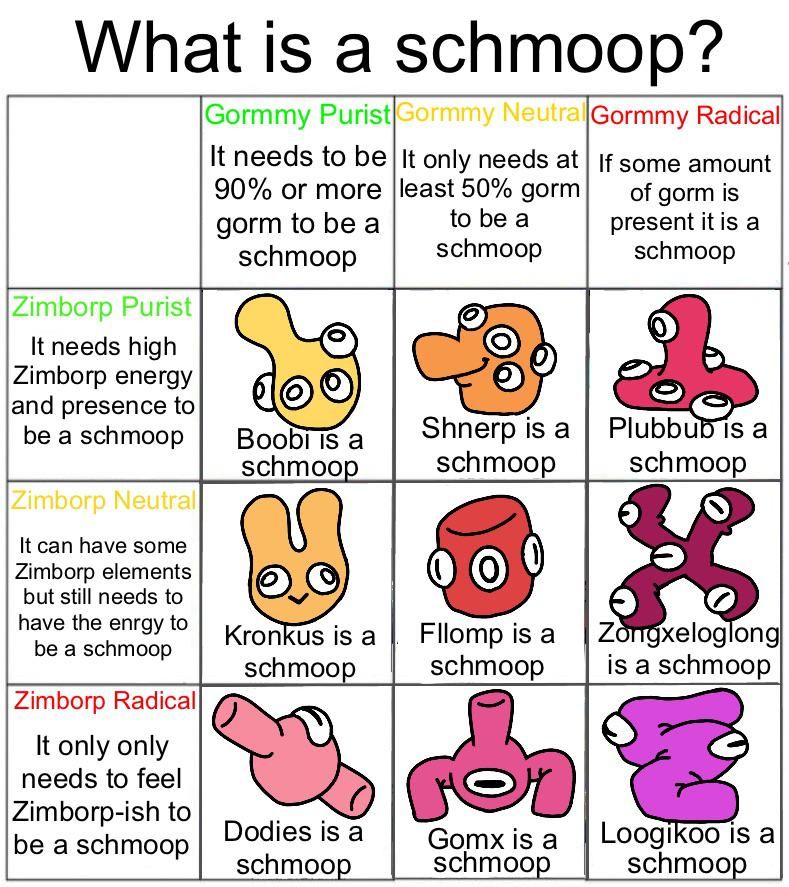 What is a schmoop?
Gormmy Purist
It needs to be
90% or more
gorm to be a
schmoop
Gormmy Neutral
It only needs at
least 50% gorm
to be a
schmoop
Gormmy Radical
If some amount
of gorm is
present it is a
schmoop
Zimborp Purist
It needs high
Zimborp energy
and presence to
be a schmoop
Boobi is a
schmoop
Shnerp is a
schmoop
Plubbub is a
schmoop
Zimborp Neutral
It can have some
Zimborp elements
but still needs to
have the enrgy to
be a schmoop
Kronkus is a
schmoop
Fllomp is a
schmoop
Zongxeloglong
is a schmoop
Zimborp Radical
It only only
needs to feel
Zimborp-ish to
be a schmoop
Dodies is a
schmoop
Gomx is a
schmoop
Loogikoo is a
schmoop